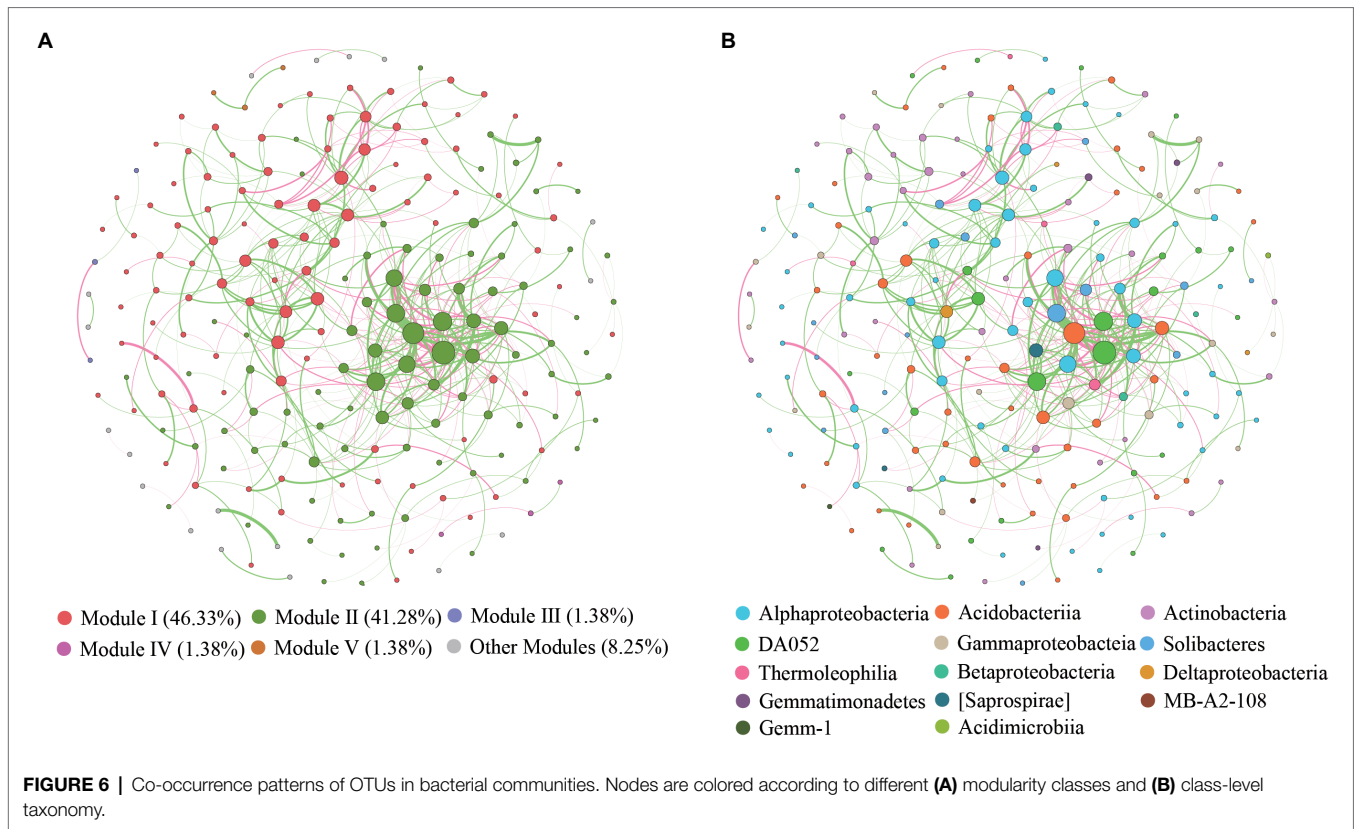 A
B
Module I (46.33%) Module II (41.28%) Module III (1.38%)
Module IV (1.38%) Module V (1.38%) Other Modules (8.25%)
Alphaproteobacteria Acidobacteriia Actinobacteria
DA052 Gammaproteobacteia Solibacteres
Thermoleophilia Betaproteobacteria Deltaproteobacteria
Gemmatimonadetes [Saprospirae] MB-A2-108
Gemm-1 Acidimicrobiia
FIGURE 6 | Co-occurrence patterns of OTUs in bacterial communities. Nodes are colored according to different (A) modularity classes and (B) class-level
taxonomy.